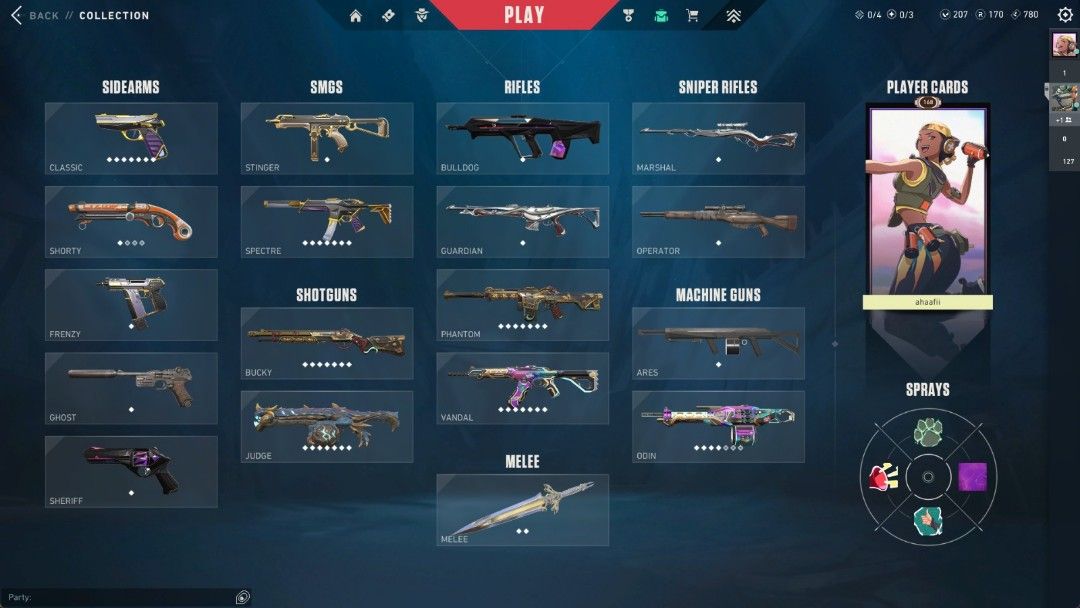 BACK // COLLECTION
PLAY
0/4 0/3 207 170 780
SIDEARMS
CLASSIC
SHORTY
FRENZY
GHOST
SHERIFF
SMGS
STINGER
SPECTRE
SHOTGUNS
BUCKY
JUDGE
RIFLES
BULLDOG
GUARDIAN
PHANTOM
VANDAL
MELEE
MELEE
SNIPER RIFLES
MARSHAL
OPERATOR
MACHINE GUNS
ARES
ODIN
PLAYER CARDS
168
ahaafii
SPRAYS
1
+1
0
127
Party: